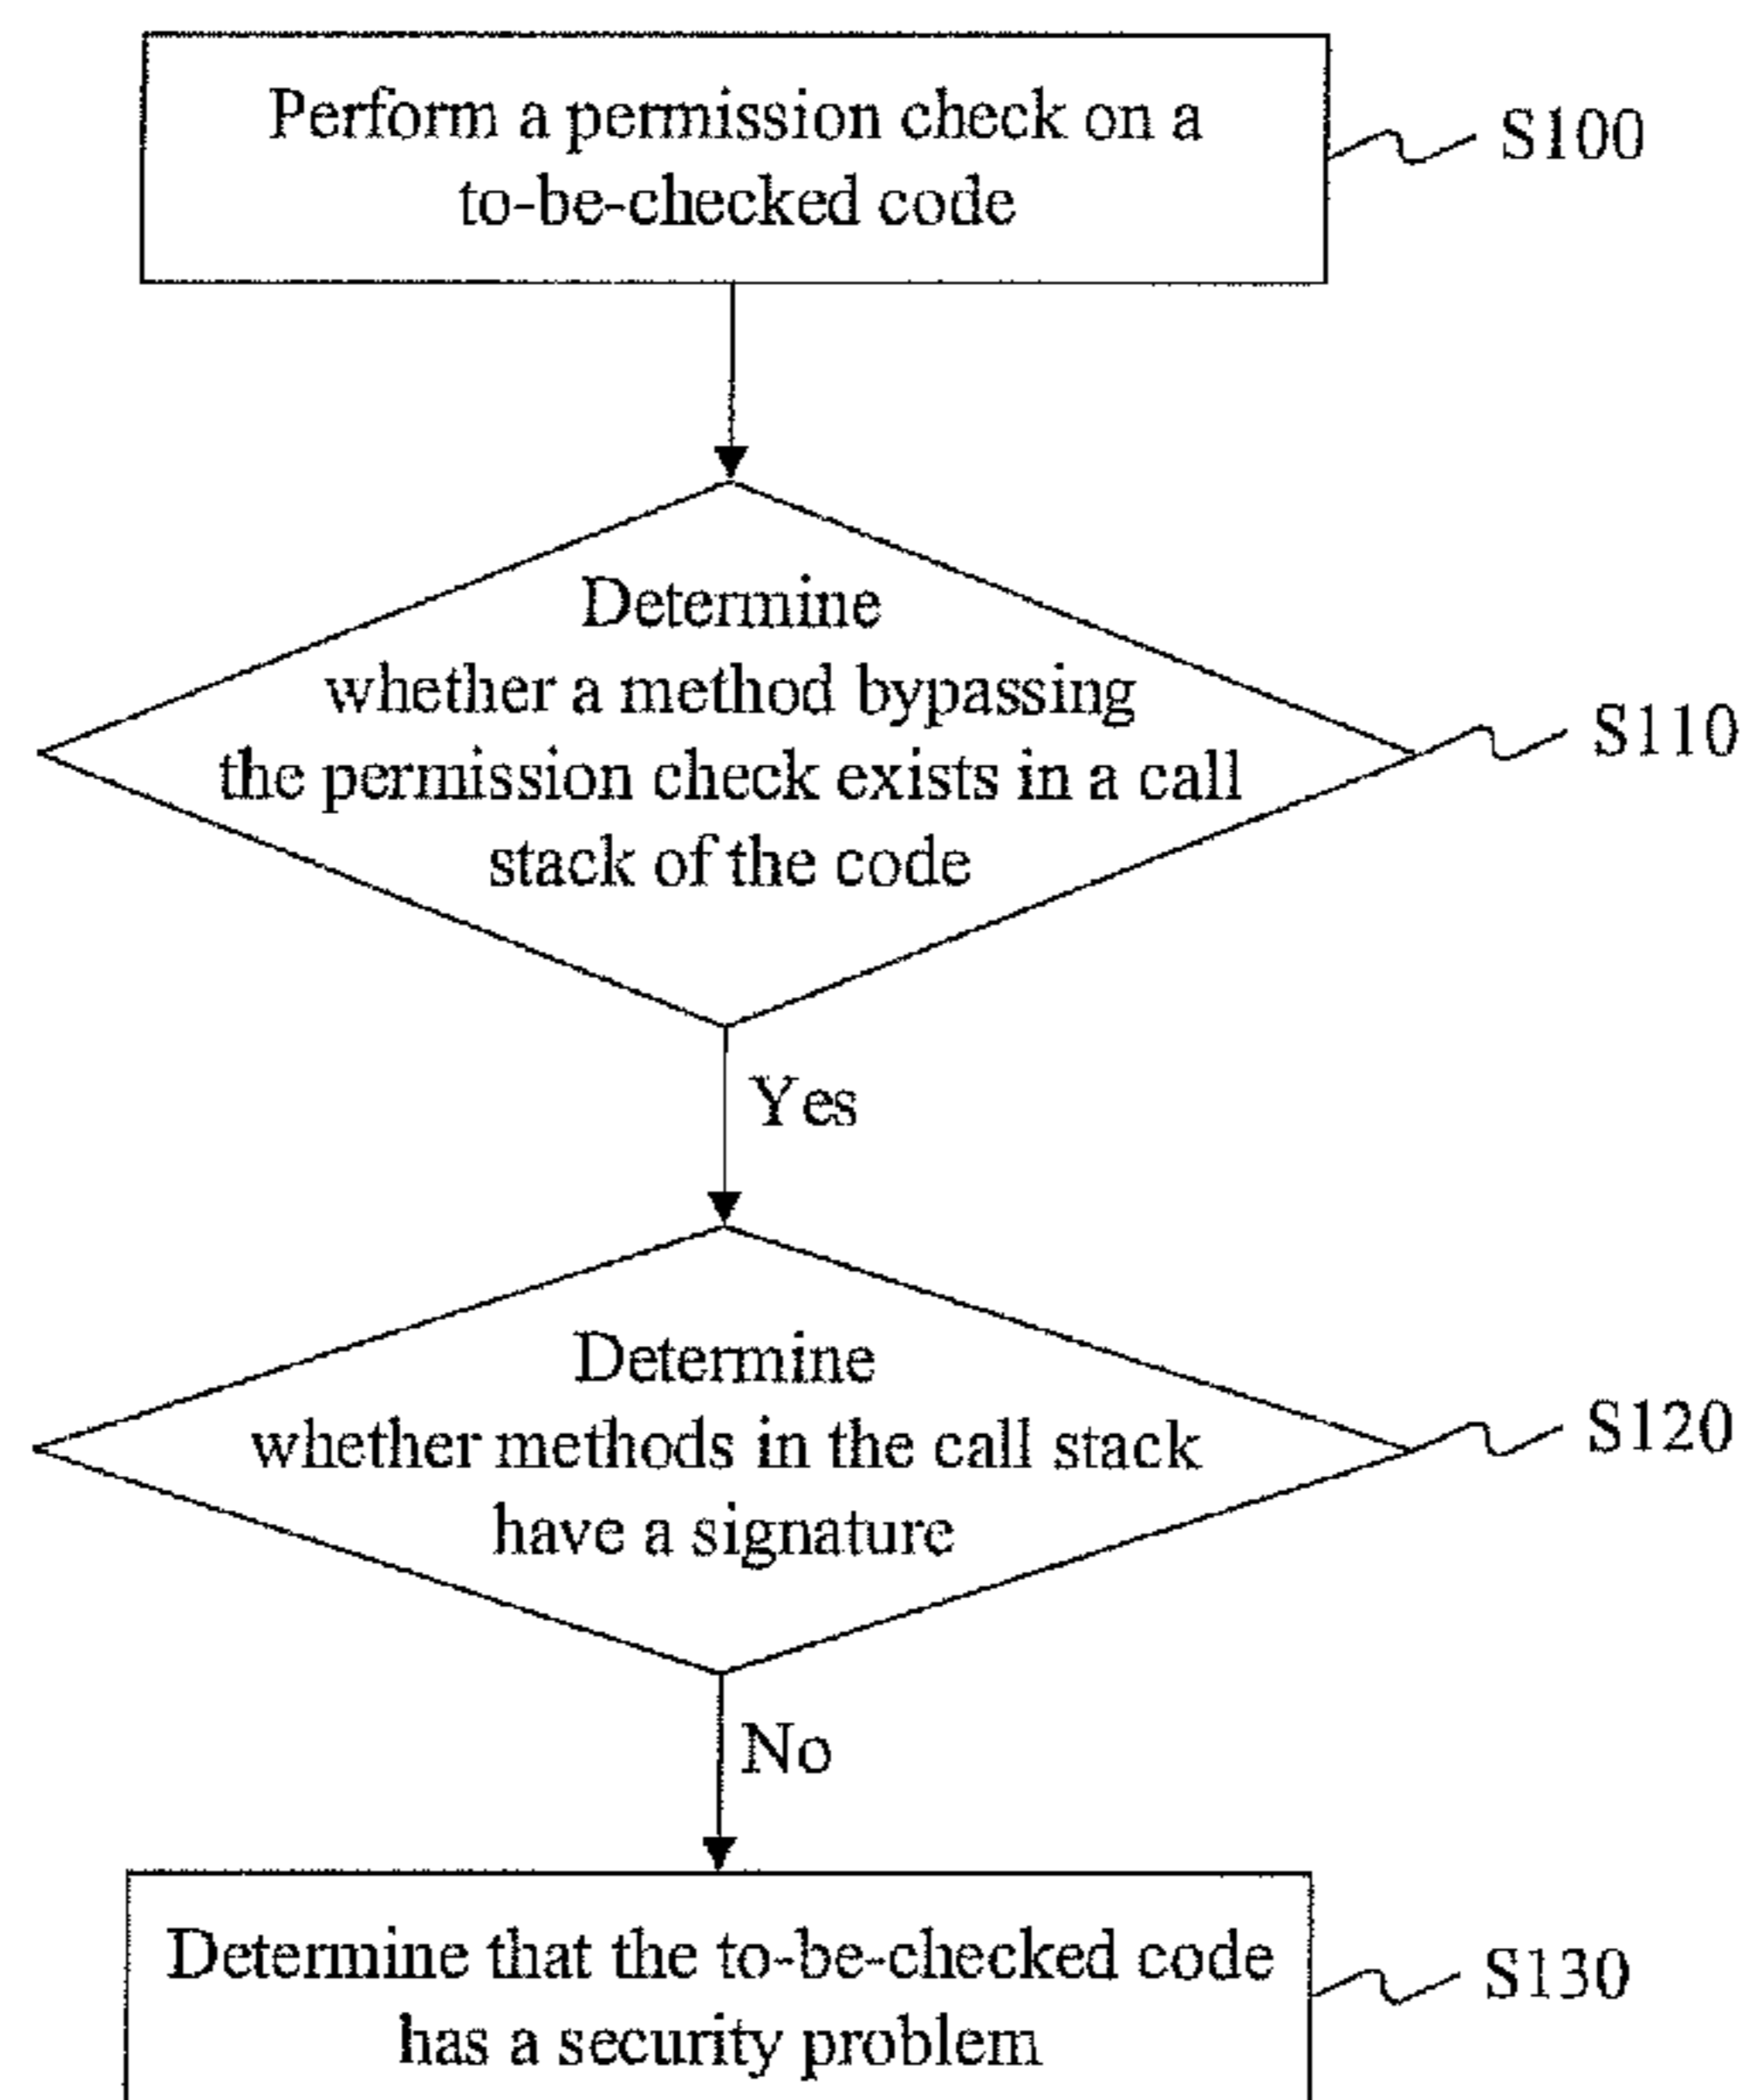 Perform a permission check on a
to-be-checked code
S100
Determine
whether a method bypassing
the permission check exists in a call
stack of the code
S110
Yes
Determine
whether methods in the call stack
have a signature
S120
No
Determine that the to-be-checked code
has a security problem
S130